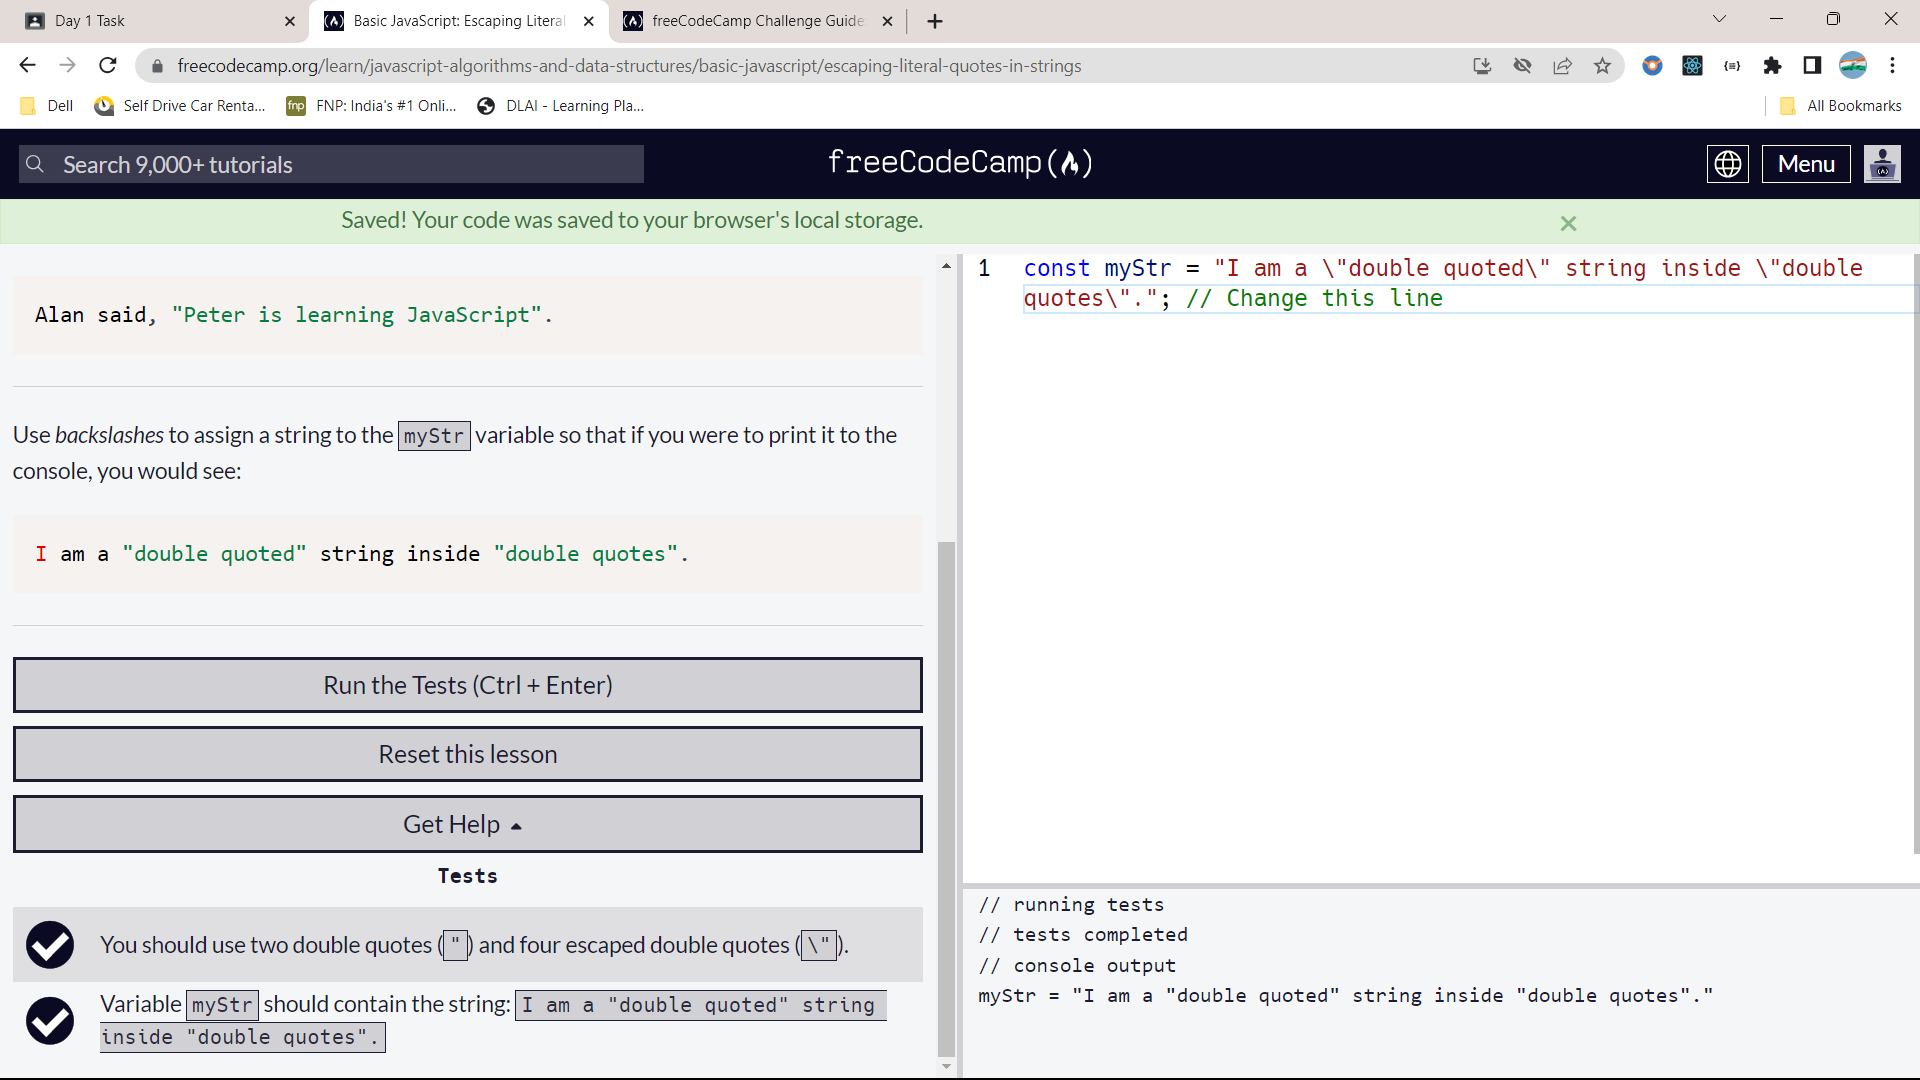 Day 1 Task
Basic JavaScript: Escaping Litera
freeCodeCamp Challenge Guide
freecodecamp.org/learn/javascript-algorithms-and-data-structures/basic-javascript/escaping-literal-quotes-in-strings
Dell
Self Drive Car Renta...
fnp FNP: India's #1 Onli...
DLAI - Learning Pla...
All Bookmarks
Search 9,000+ tutorials
freeCodeCamp
Menu
Saved! Your code was saved to your browser's local storage.
Alan said, "Peter is learning JavaScript".
Use backslashes to assign a string to the myStr variable so that if you were to print it to the
console, you would see:
I am a "double quoted" string inside "double quotes".
Run the Tests (Ctrl + Enter)
Reset this lesson
Get Help
Tests
You should use two double quotes (") and four escaped double quotes (\").
Variable myStr should contain the string: I am a "double quoted" string
inside "double quotes".
1 const myStr = "I am a \"double quoted\" string inside \"double
quotes\"."; // Change this line
// running tests
// tests completed
// console output
myStr = "I am a "double quoted" string inside "double quotes"."